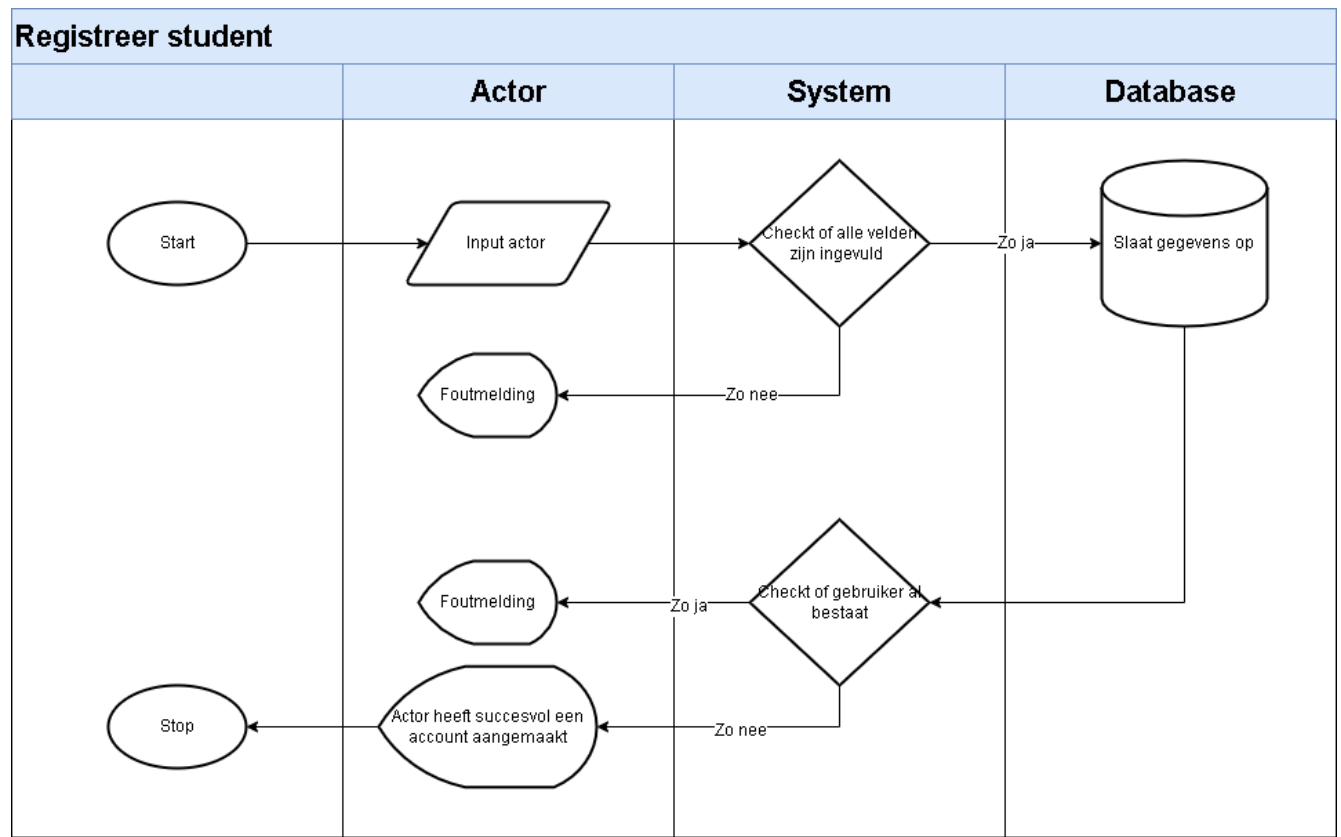 Registreer student
Actor
System
Database
Start
Input actor
Checkt of alle velden
zijn ingevuld
Zo ja
Slaat gegevens op
Foutmelding
Zo nee
Foutmelding
Zo ja
Checkt of gebruiker al
bestaat
Stop
Actor heeft succesvol een
account aangemaakt
Zo nee